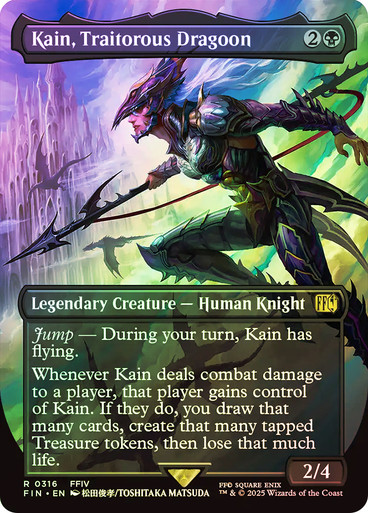 Kain, Traitorous Dragoon 2
Legendary Creature — Human Knight
Jump — During your turn, Kain has
flying.
Whenever Kain deals combat damage
to a player, that player gains control
of Kain. If they do, you draw that
many cards, create that many tapped
Treasure tokens, then lose that much
life.
2/4
R 0316 FFIV
FIN • EN 松田俊孝/TOSHITAKA MATSUDA
FF© SQUARE ENIX
™ & © 2025 Wizards of the Coast